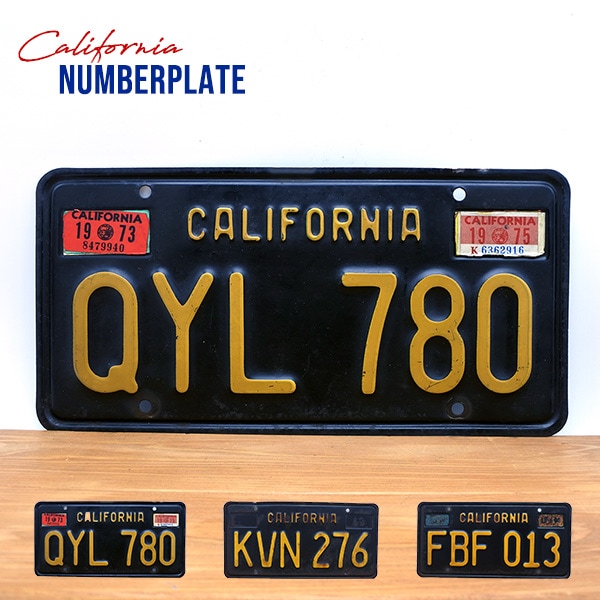 California
NUMBERPLATE
CALIFORNIA
19 73
8479940
CALIFORNIA
CALIFORNIA
19 75
K 6362916
QYL 780
CALIFORNIA
QYL 780
CALIFORNIA
KVN 276
CALIFORNIA
FBF 013